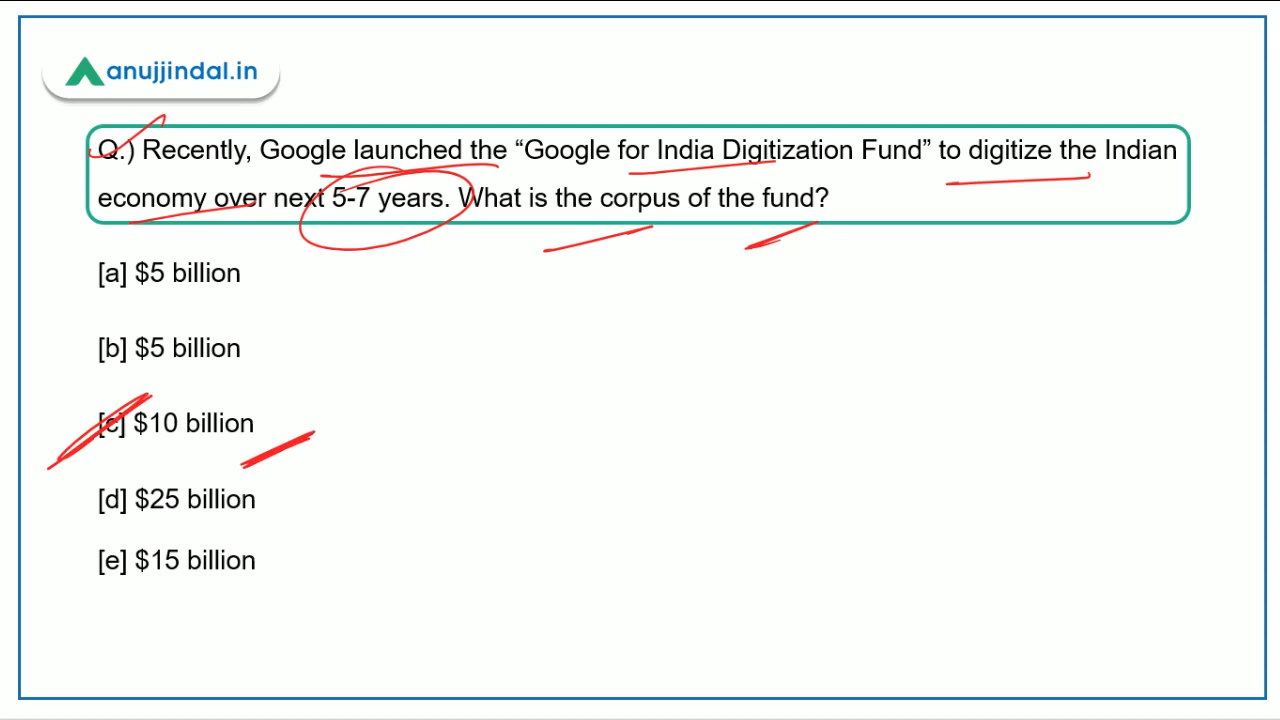 anujjindal.in
Q.) Recently, Google launched the “Google for India Digitization Fund” to digitize the Indian
economy over next 5-7 years. What is the corpus of the fund?
[a] $5 billion
[b] $5 billion
[c] $10 billion
[d] $25 billion
[e] $15 billion